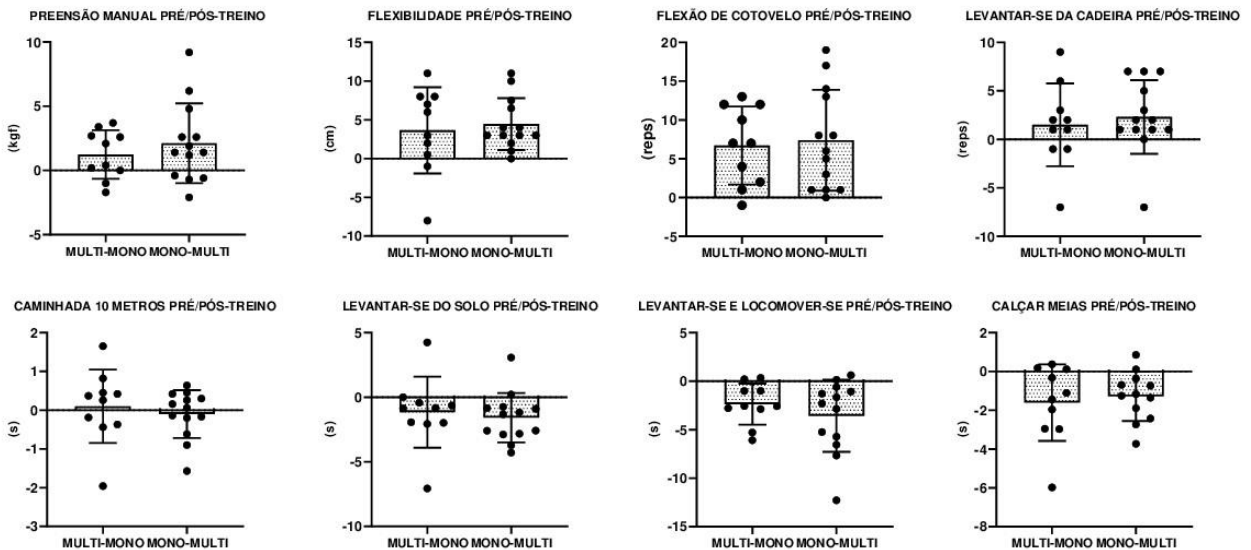 PREENSÃO MANUAL PRÉ/PÓS-TREINO
FLEXIBILIDADE PRÉ/PÓS-TREINO
FLEXÃO DE COTOVELO PRÉ/PÓS-TREINO
LEVANTAR-SE DA CADEIRA PRÉ/PÓS-TREINO
(kgf)
10
5
0
-5
MULTI-MONO MONO-MULTI
(cm)
15
10
5
0
-5
-10
MULTI-MONO MONO-MULTI
(reps)
20
15
10
5
0
-5
MULTI-MONO MONO-MULTI
(reps)
10
5
0
-5
-10
MULTI-MONO MONO-MULTI
CAMINHADA 10 METROS PRÉ/PÓS-TREINO
LEVANTAR-SE DO SOLO PRÉ/PÓS-TREINO
LEVANTAR-SE E LOCOMOVER-SE PRÉ/PÓS-TREINO
CALÇAR MEIAS PRÉ/PÓS-TREINO
(s)
2
1
0
-1
-2
-3
MULTI-MONO MONO-MULTI
(s)
5
0
-5
-10
MULTI-MONO MONO-MULTI
(s)
5
0
-5
-10
-15
MULTI-MONO MONO-MULTI
(s)
2
0
-2
-4
-6
-8
MULTI-MONO MONO-MULTI